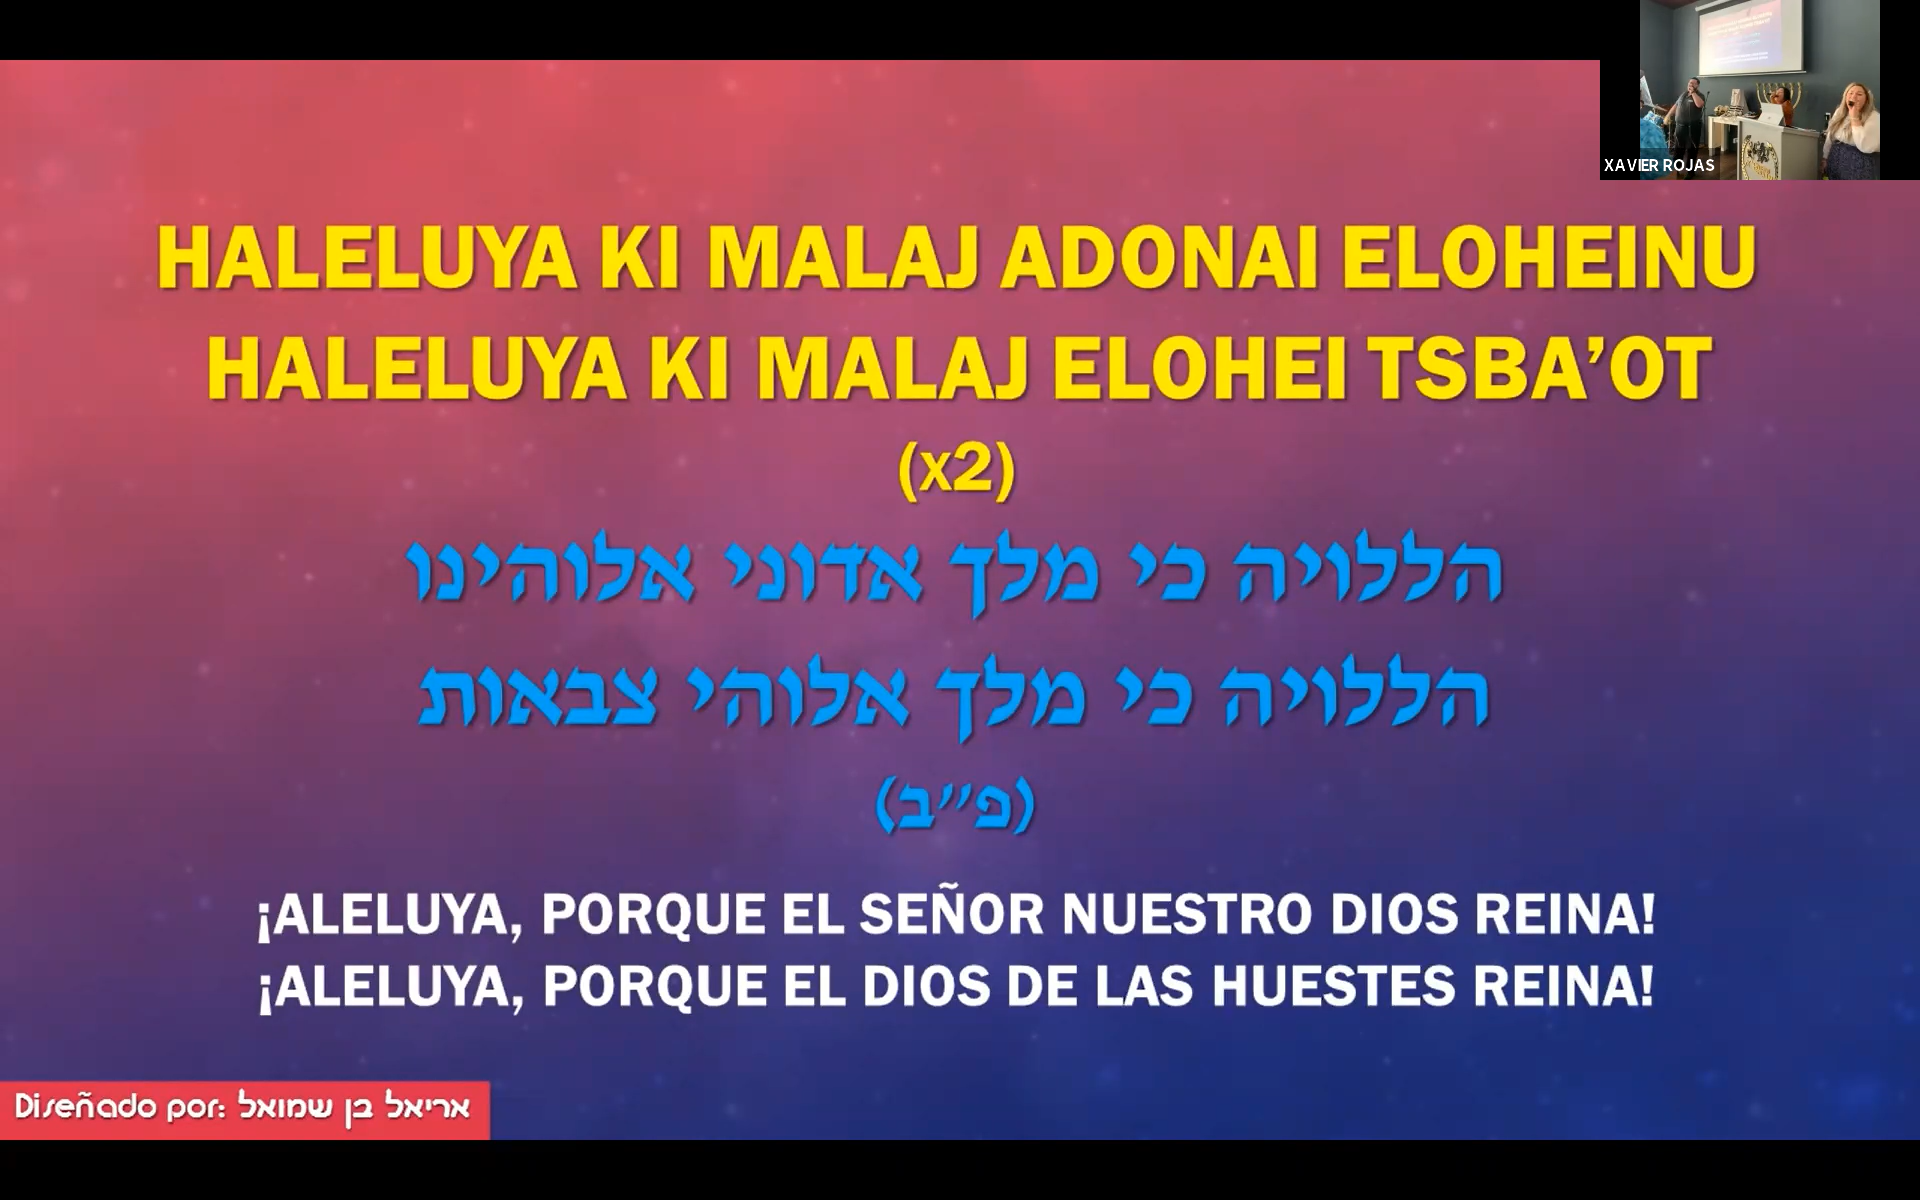 XAVIER ROJAS
HALELUYA KI MALAJ ADONAI ELOHEINU
HALELUYA KI MALAJ ELOHEI TSBA’OT
(x2)
הללויה כי מלך אדוני אלוהינו
הללויה כי מלך אלוהי צבאות
(פ״ב)
¡ALELUYA, PORQUE EL SEÑOR NUESTRO DIOS REINA!
¡ALELUYA, PORQUE EL DIOS DE LAS HUESTES REINA!
Diseñado por: אריאל בן שמואל